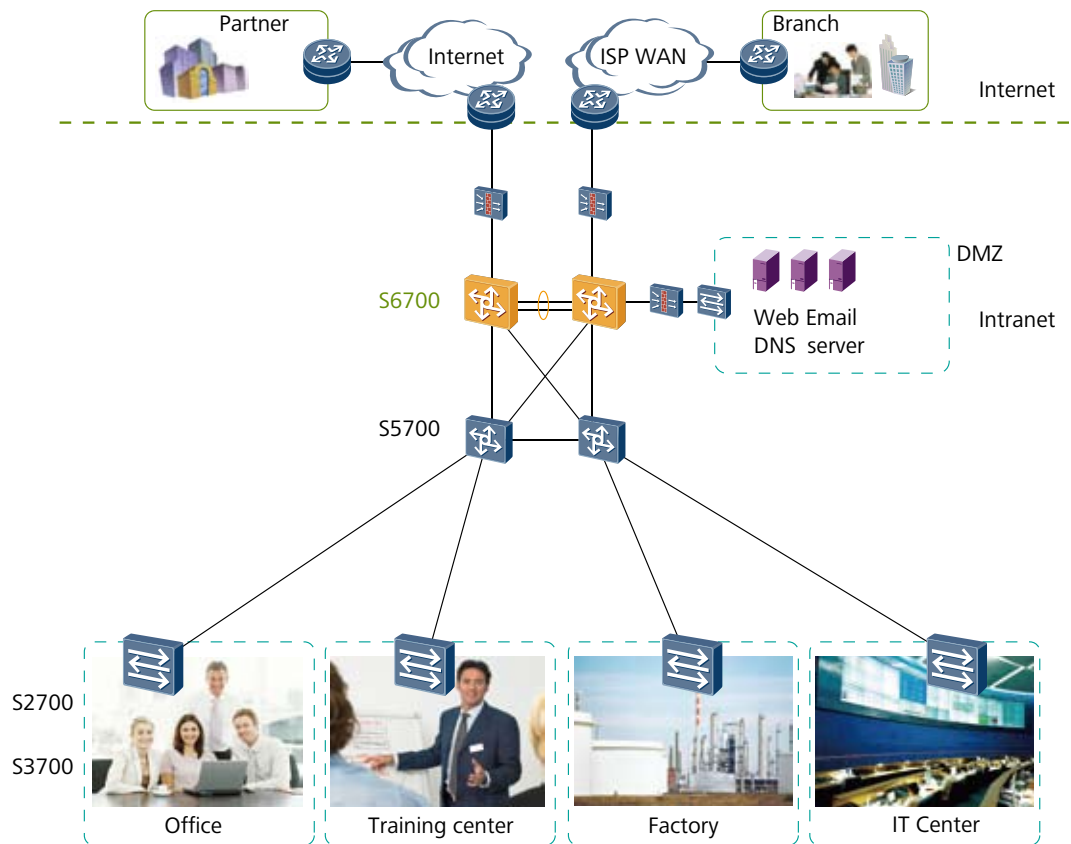 Partner
Branch
Internet
ISP WAN
Internet
DMZ
S6700
Web Email
DNS server
Intranet
S5700
S2700
S3700
Office
Training center
Factory
IT Center